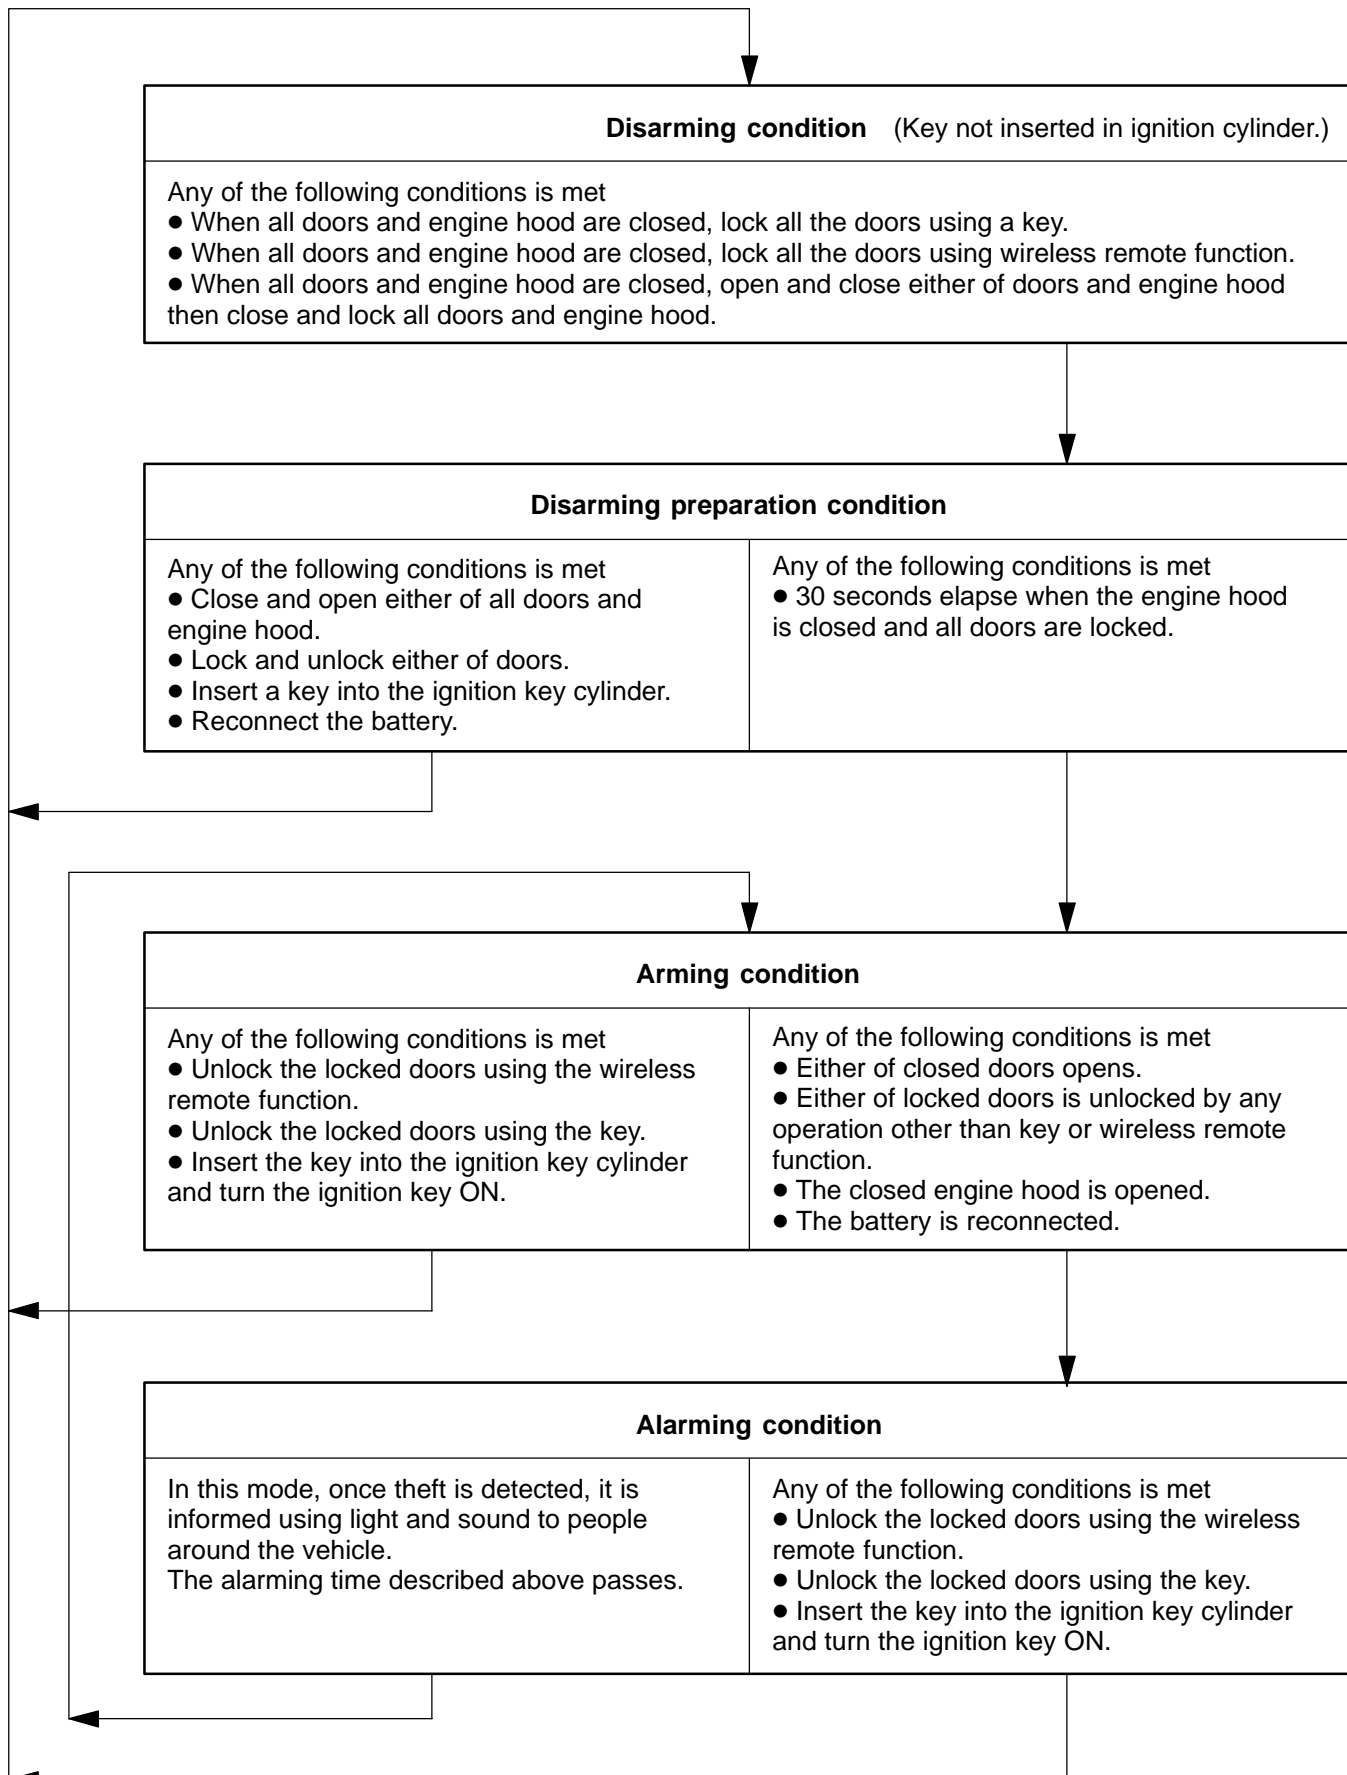 Disarming condition (Key not inserted in ignition cylinder.)
Any of the following conditions is met
● When all doors and engine hood are closed, lock all the doors using a key.
● When all doors and engine hood are closed, lock all the doors using wireless remote function.
● When all doors and engine hood are closed, open and close either of doors and engine hood
then close and lock all doors and engine hood.
Disarming preparation condition
Any of the following conditions is met
● Close and open either of all doors and
engine hood.
● Lock and unlock either of doors.
● Insert a key into the ignition key cylinder.
● Reconnect the battery.
Any of the following conditions is met
● 30 seconds elapse when the engine hood
is closed and all doors are locked.
Arming condition
Any of the following conditions is met
● Unlock the locked doors using the wireless
remote function.
● Unlock the locked doors using the key.
● Insert the key into the ignition key cylinder
and turn the ignition key ON.
Any of the following conditions is met
● Either of closed doors opens.
● Either of locked doors is unlocked by any
operation other than key or wireless remote
function.
● The closed engine hood is opened.
● The battery is reconnected.
Alarming condition
In this mode, once theft is detected, it is
informed using light and sound to people
around the vehicle.
The alarming time described above passes.
Any of the following conditions is met
● Unlock the locked doors using the wireless
remote function.
● Unlock the locked doors using the key.
● Insert the key into the ignition key cylinder
and turn the ignition key ON.